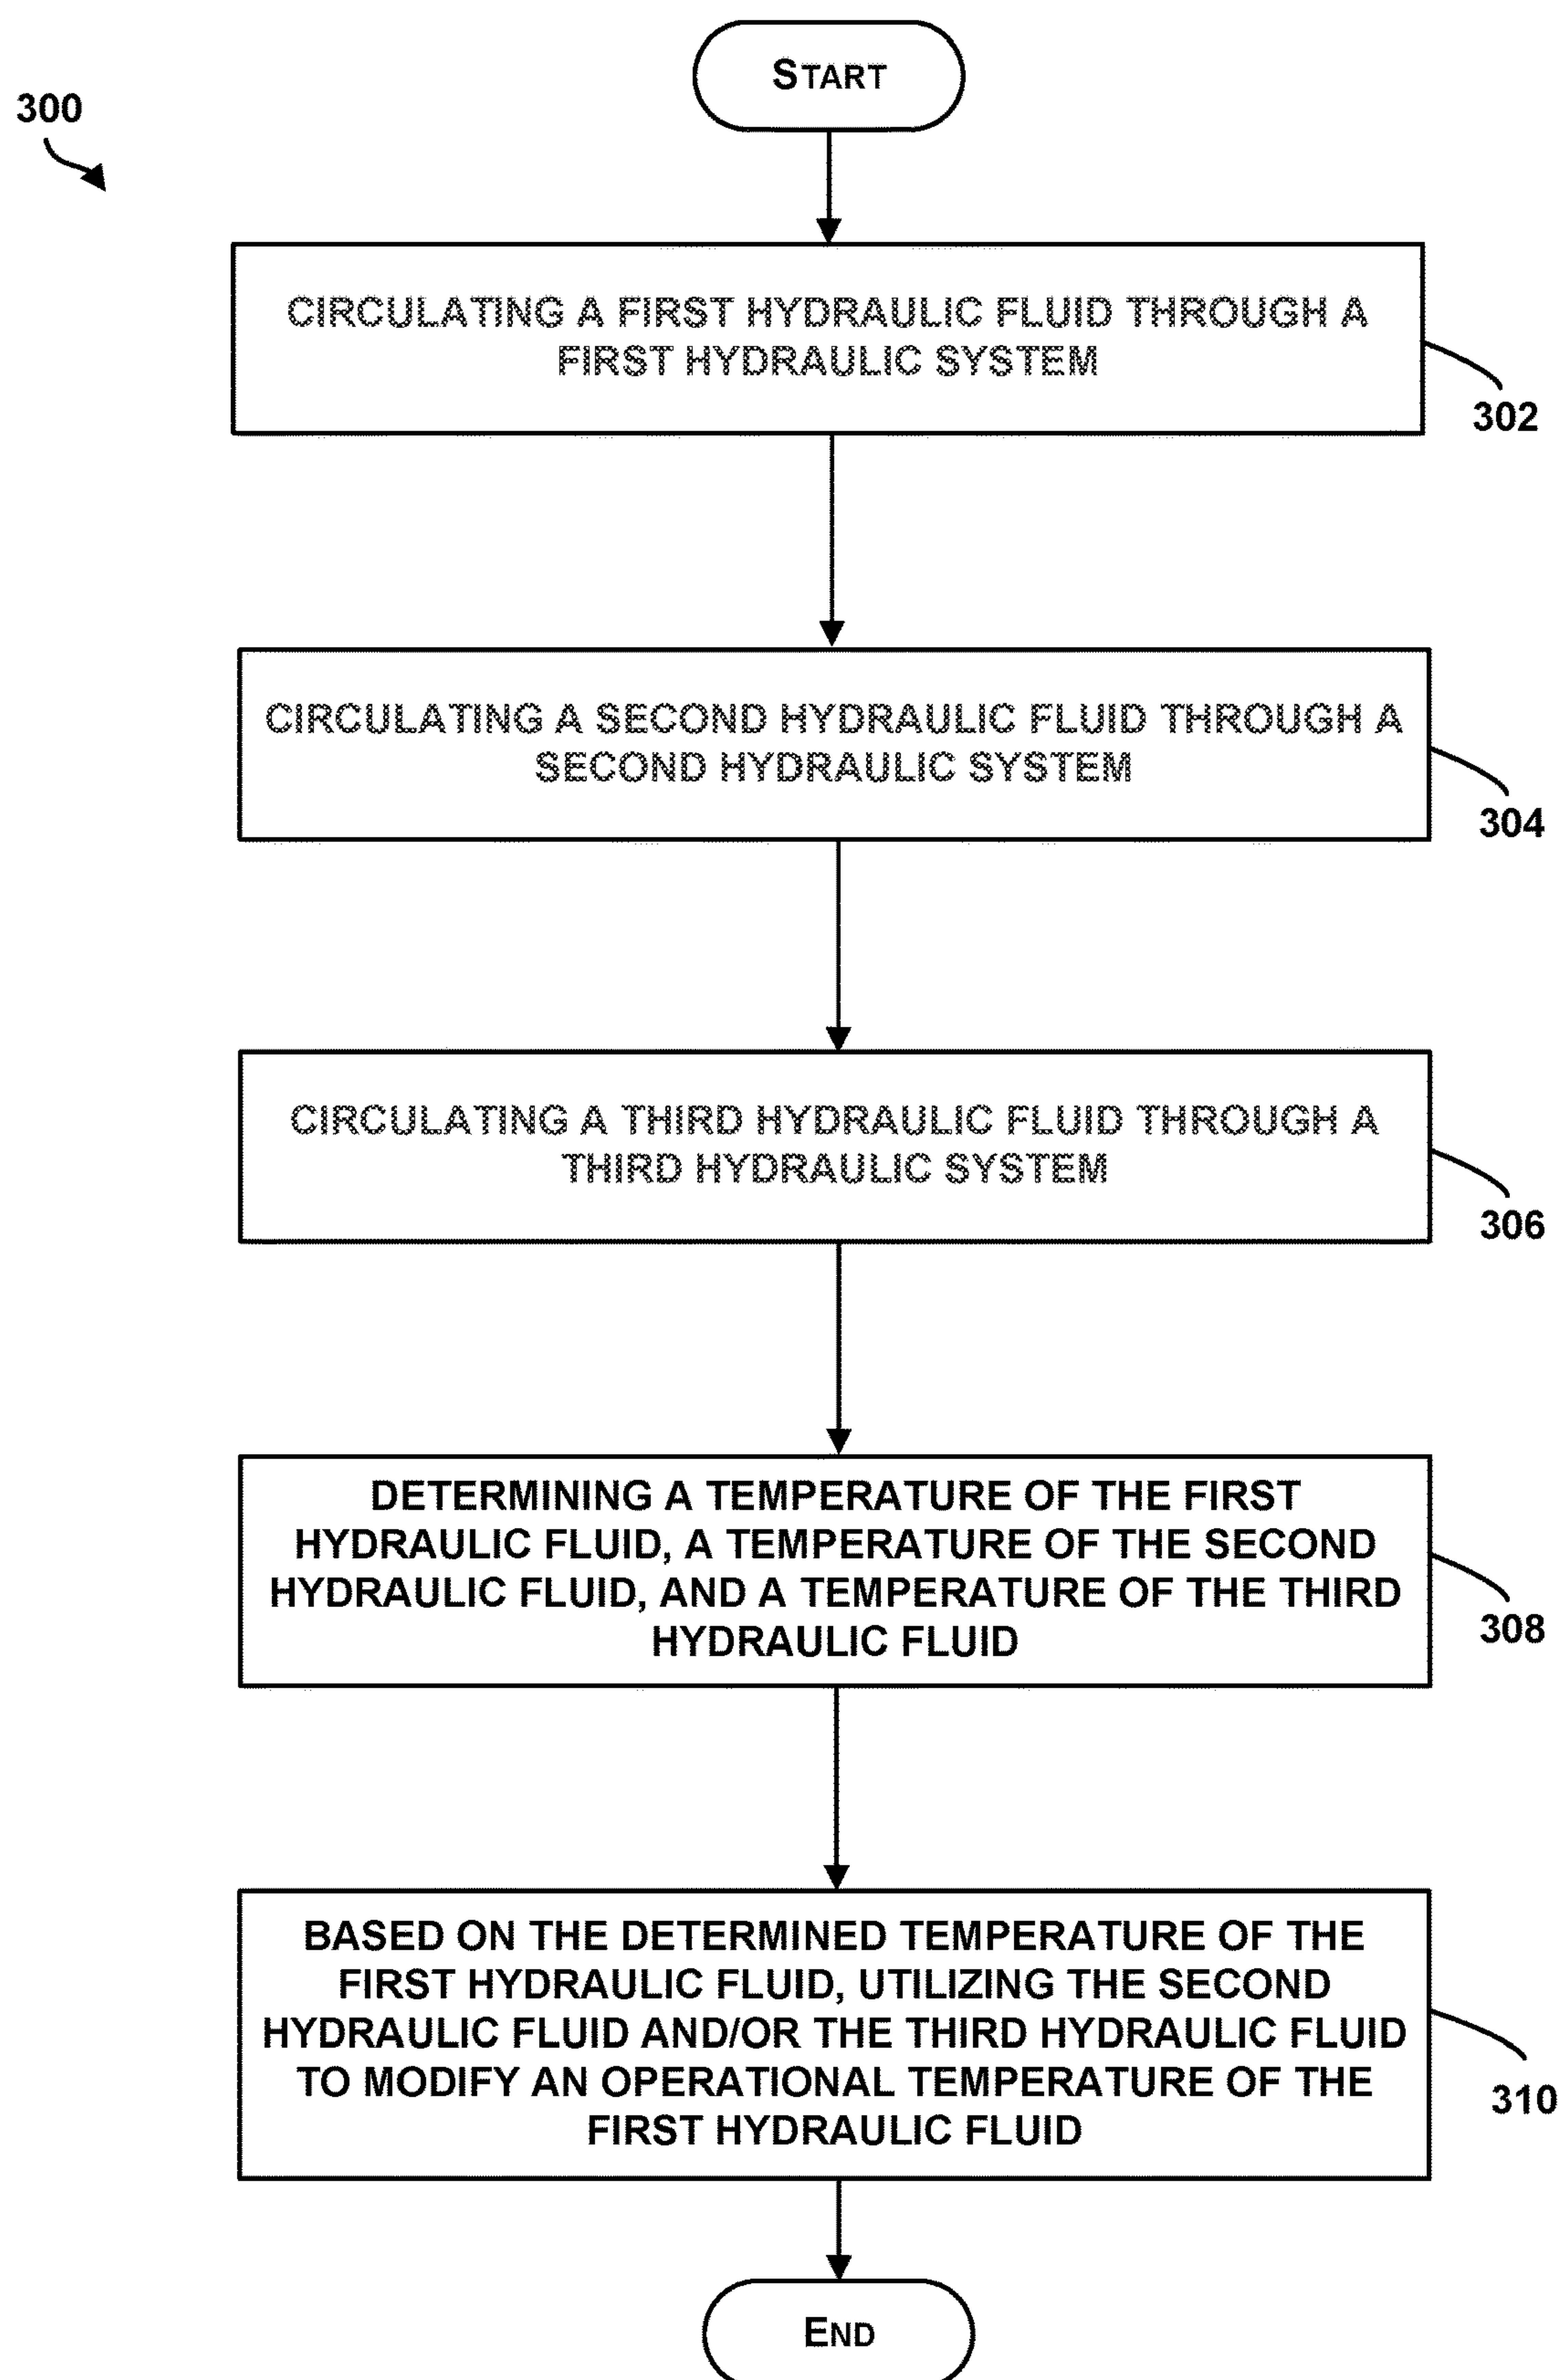 START
300
CIRCULATING A FIRST HYDRAULIC FLUID THROUGH A
FIRST HYDRAULIC SYSTEM
302
CIRCULATING A SECOND HYDRAULIC FLUID THROUGH A
SECOND HYDRAULIC SYSTEM
304
CIRCULATING A THIRD HYDRAULIC FLUID THROUGH A
THIRD HYDRAULIC SYSTEM
306
DETERMINING A TEMPERATURE OF THE FIRST
HYDRAULIC FLUID, A TEMPERATURE OF THE SECOND
HYDRAULIC FLUID, AND A TEMPERATURE OF THE THIRD
HYDRAULIC FLUID
308
BASED ON THE DETERMINED TEMPERATURE OF THE
FIRST HYDRAULIC FLUID, UTILIZING THE SECOND
HYDRAULIC FLUID AND/OR THE THIRD HYDRAULIC FLUID
TO MODIFY AN OPERATIONAL TEMPERATURE OF THE
FIRST HYDRAULIC FLUID
310
END